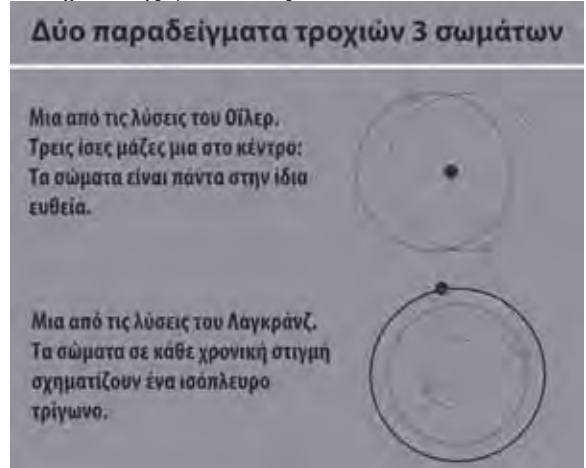 Δύο παραδείγματα τροχιών 3 σωμάτων
Μια από τις λύσεις του Οΐλερ.
Τρεις ίσες μάζες μια στο κέντρο:
Τα σώματα είναι πάντα στην ίδια
ευθεία.
Μια από τις λύσεις του Λαγκράνζ.
Τα σώματα σε κάθε χρονική στιγμή
σχηματίζουν ένα ισόπλευρο
τρίγωνο.